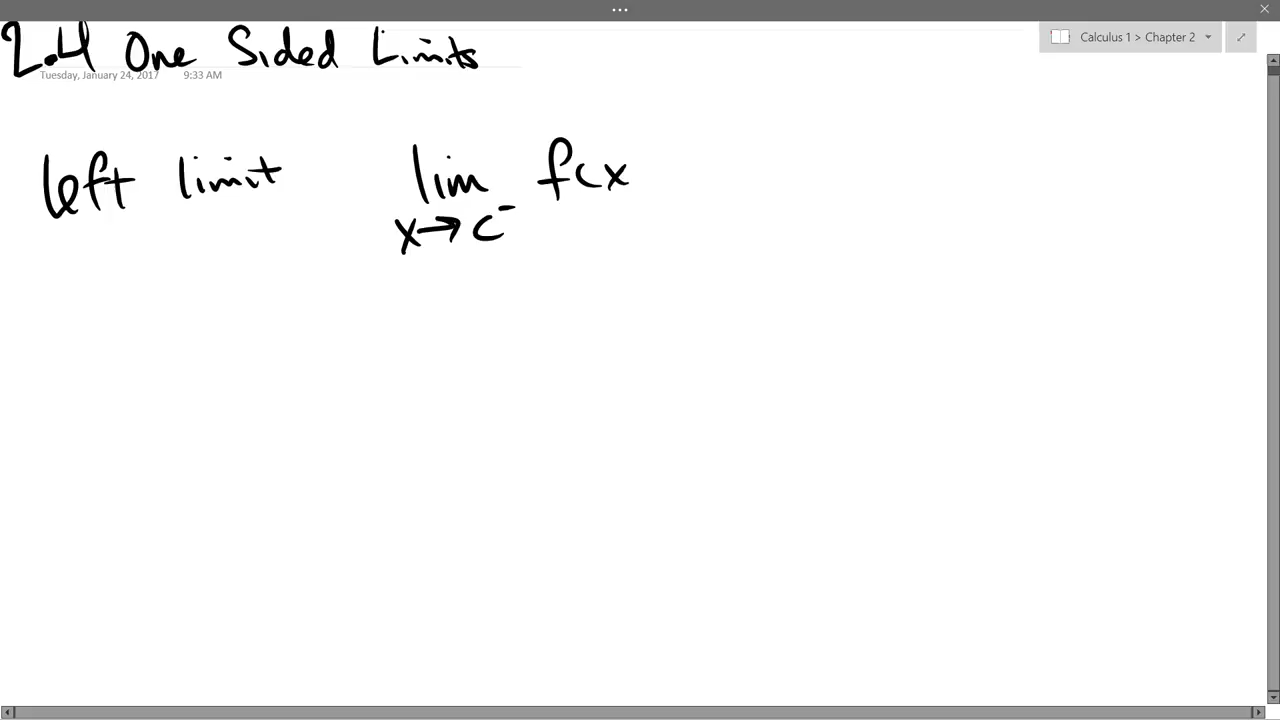 ...
Calculus 1 > Chapter 2
2.4 One Sided Limits
Tuesday, January 24, 2017 9:33 AM
left limit lim f(x
x→c⁻